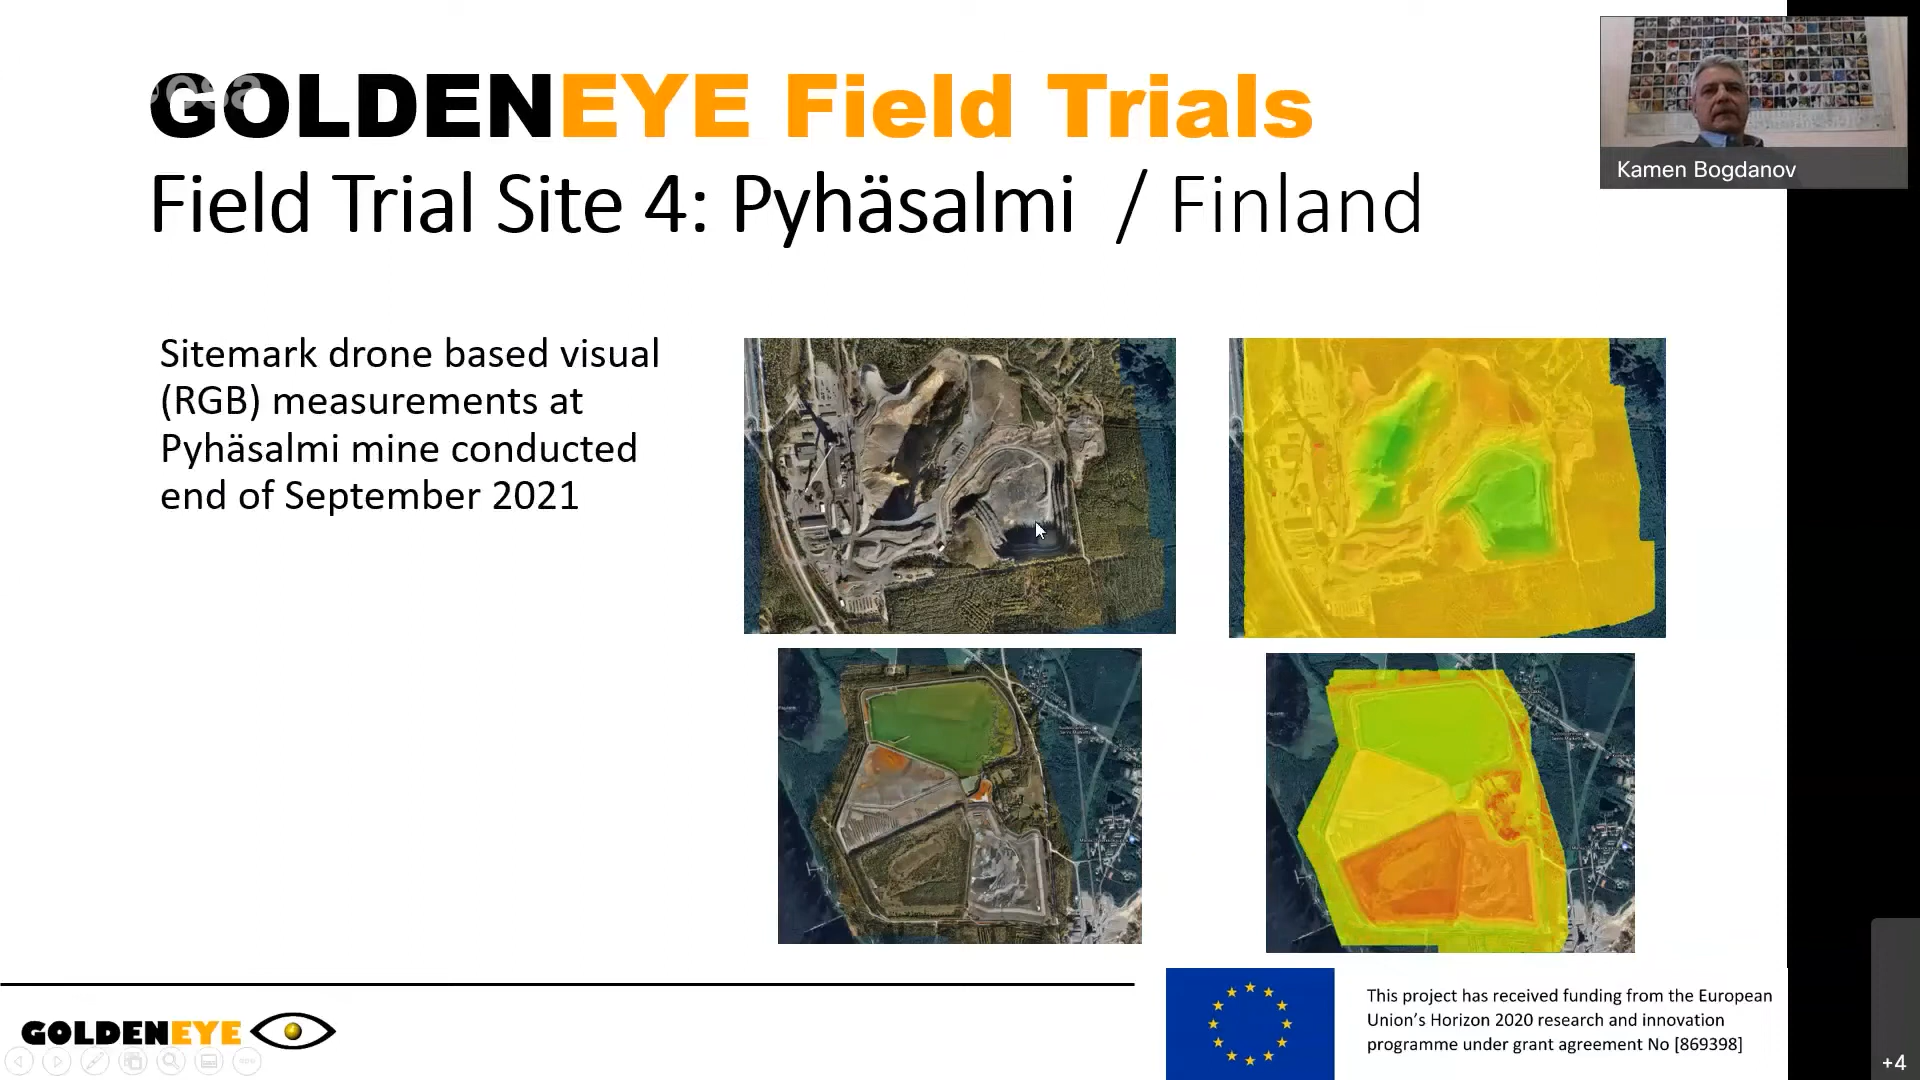 esa
GOLDENEYE Field Trials
Field Trial Site 4: Pyhäsalmi / Finland
Kamen Bogdanov
Sitemark drone based visual
(RGB) measurements at
Pyhäsalmi mine conducted
end of September 2021
GOLDENEYE
This project has received funding from the European
Union’s Horizon 2020 research and innovation
programme under grant agreement No [869398]
+4